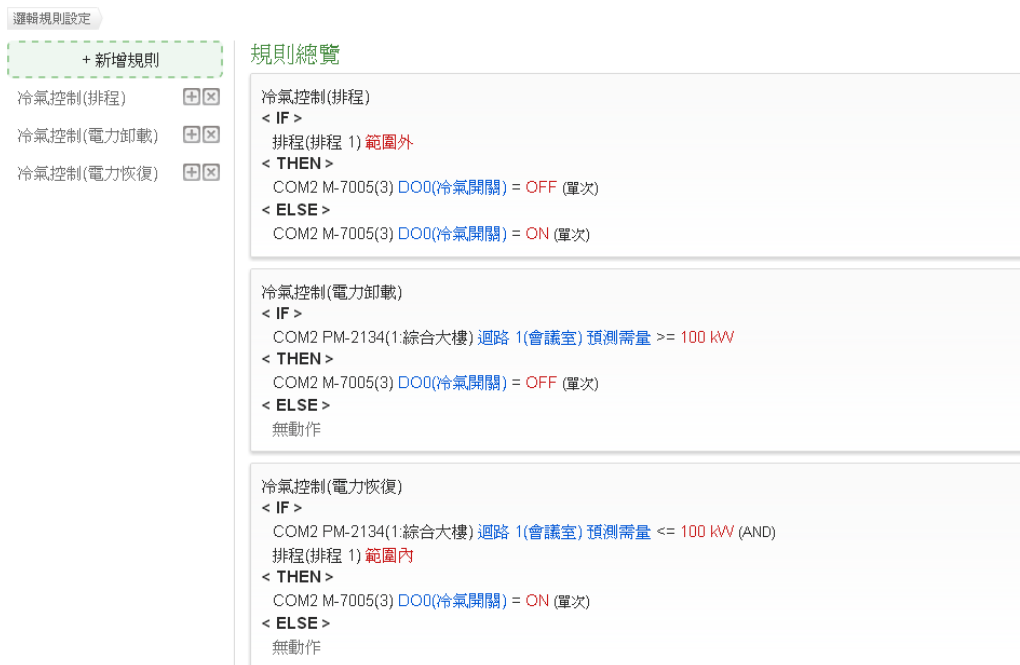 邏輯規則設定
+ 新增規則
冷氣控制(排程)
冷氣控制(電力卸載)
冷氣控制(電力恢復)
規則總覽
冷氣控制(排程)
< IF >
排程(排程 1) 範圍外
< THEN >
COM2 M-7005(3) DO0(冷氣開關) = OFF (單次)
< ELSE >
COM2 M-7005(3) DO0(冷氣開關) = ON (單次)
冷氣控制(電力卸載)
< IF >
COM2 PM-2134(1:綜合大樓) 迴路 1(會議室) 預測需量 >= 100 kW
< THEN >
COM2 M-7005(3) DO0(冷氣開關) = OFF (單次)
< ELSE >
無動作
冷氣控制(電力恢復)
< IF >
COM2 PM-2134(1:綜合大樓) 迴路 1(會議室) 預測需量 <= 100 kW (AND)
排程(排程 1) 範圍內
< THEN >
COM2 M-7005(3) DO0(冷氣開關) = ON (單次)
< ELSE >
無動作